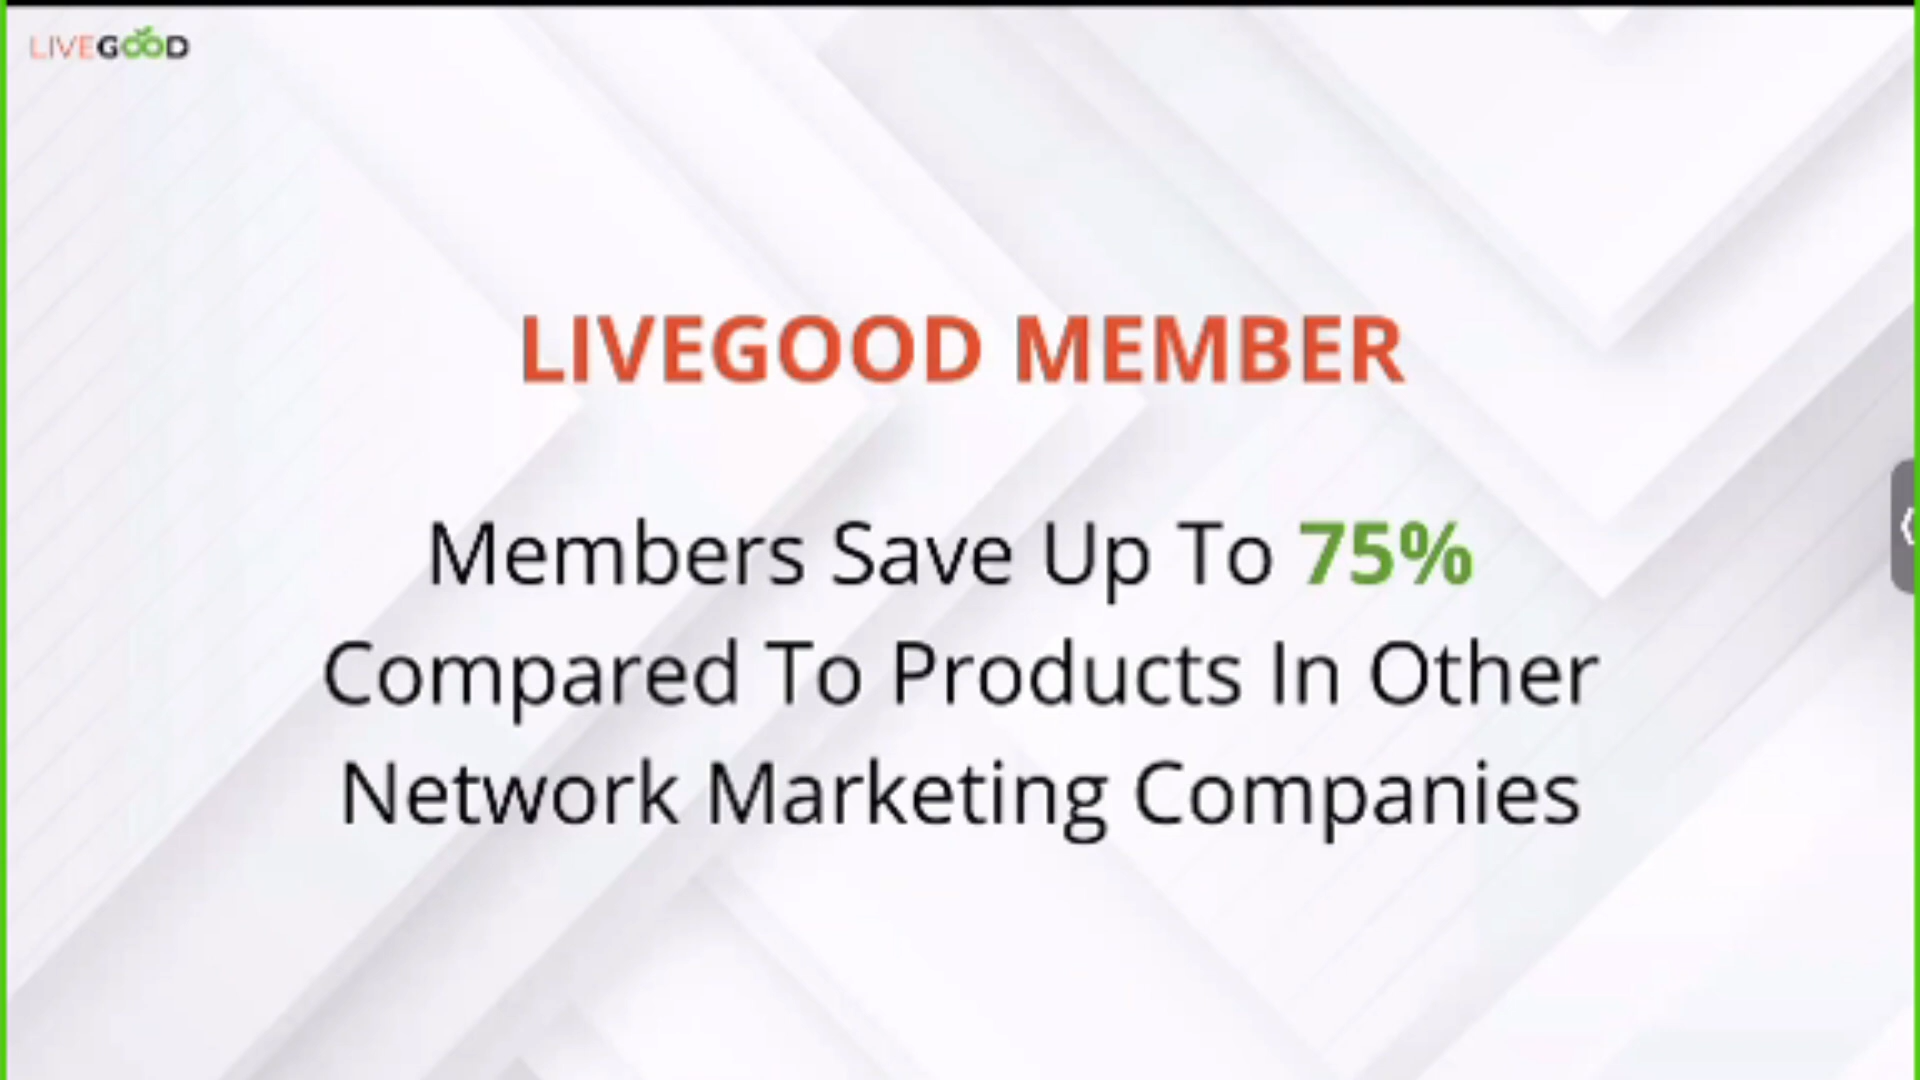 LIVEGOOD
LIVEGOOD MEMBER
Members Save Up To 75%
Compared To Products In Other
Network Marketing Companies